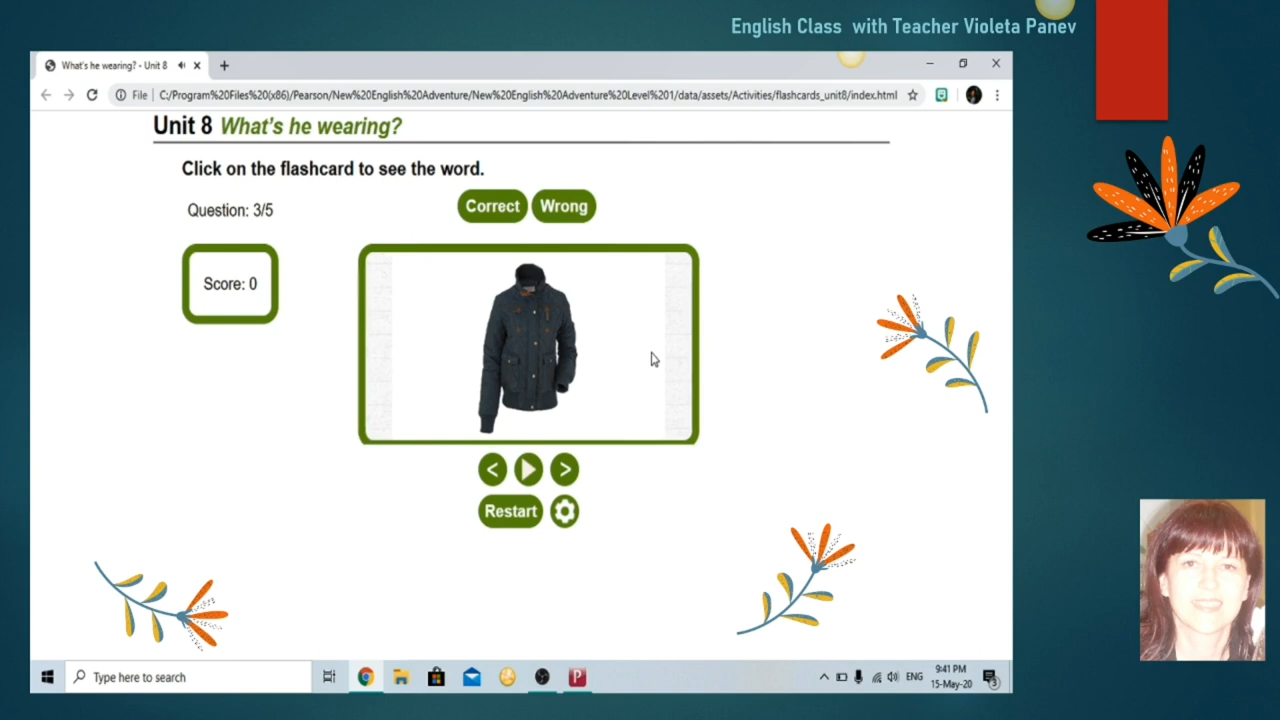 English Class with Teacher Violeta Panev
What's he wearing? - Unit 8
File
C:/Program%20Files%20(x86)/Pearson/New%20English%20Adventure/New%20English%20Adventure%20Level%201/data/assets/Activities/flashcards_unit8/index.html
Unit 8 What's he wearing?
Click on the flashcard to see the word.
Question: 3/5
Correct
Wrong
Score: 0
Restart
Type here to search
ENG
9:41 PM
15-May-20
3